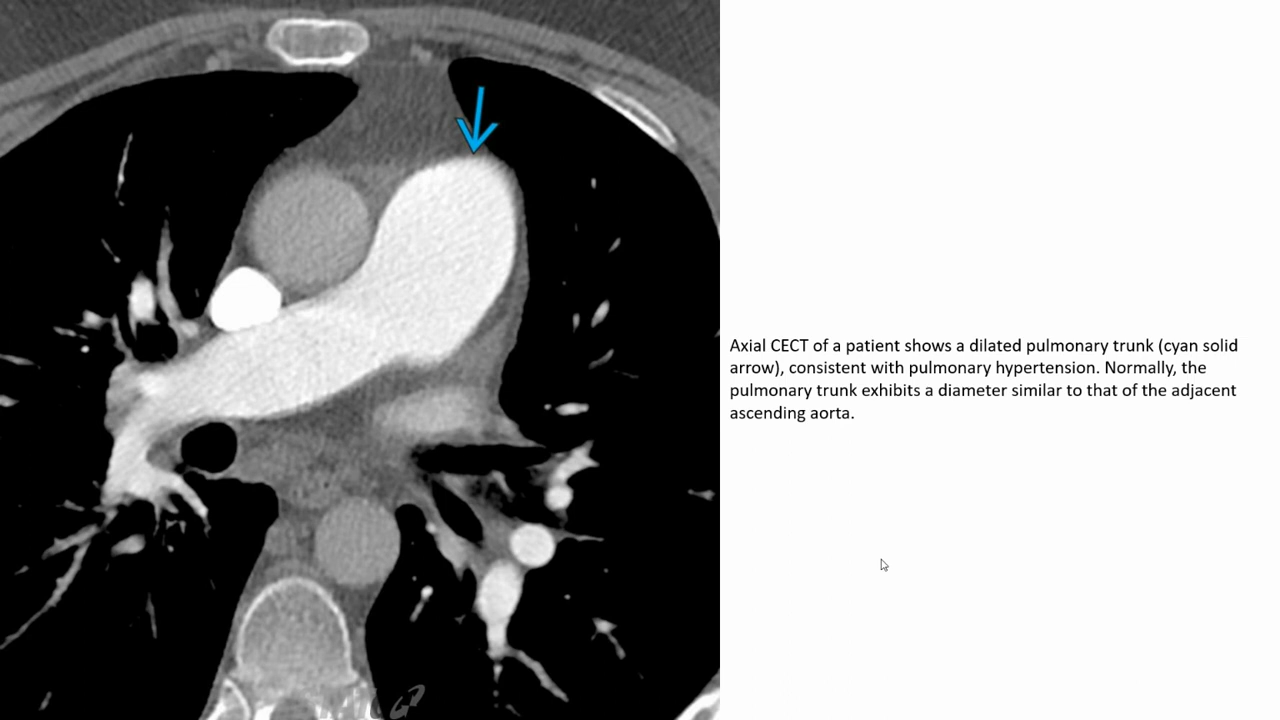 Axial CECT of a patient shows a dilated pulmonary trunk (cyan solid
arrow), consistent with pulmonary hypertension. Normally, the
pulmonary trunk exhibits a diameter similar to that of the adjacent
ascending aorta.